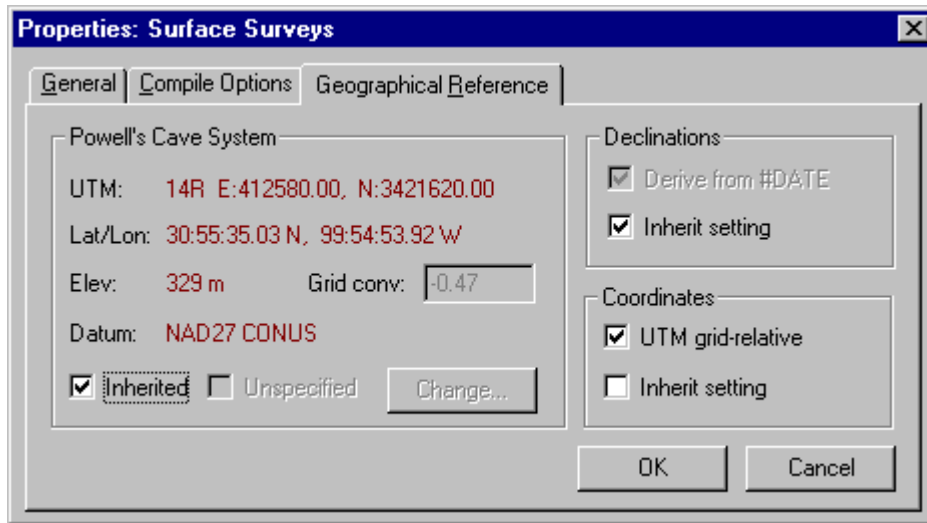 Properties: Surface Surveys
General
Compile Options
Geographical Reference
Powell's Cave System
UTM: 14R E:412580.00, N:3421620.00
Lat/Lon: 30:55:35.03 N, 99:54:53.92 W
Elev: 329 m Grid conv: -0.47
Datum: NAD27 CONUS
Inherited Unspecified Change...
Declinations
Derive from #DATE
Inherit setting
Coordinates
UTM grid-relative
Inherit setting
OK Cancel